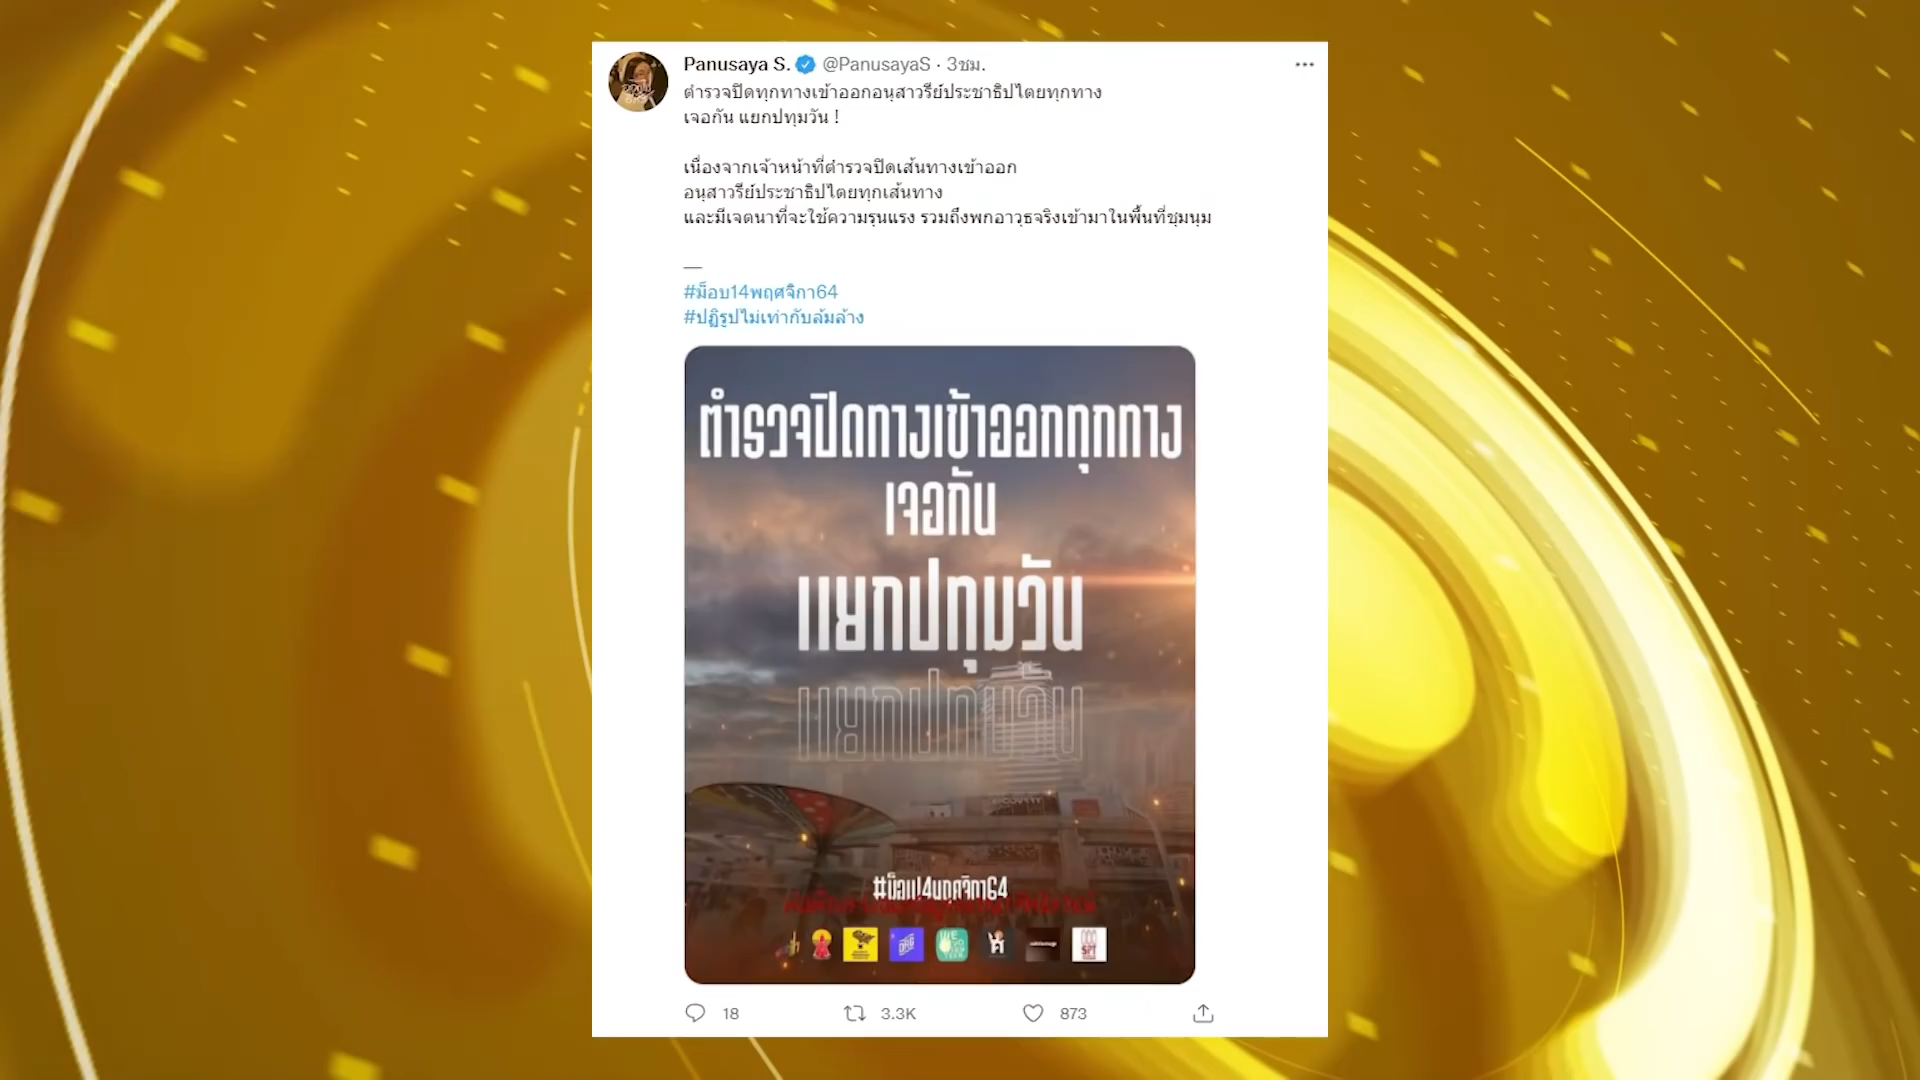 Panusaya S. @PanusayaS · 3ชม.
ตำรวจปิดทุกทางเข้าออกอนุสาวรีย์ประชาธิปไตยทุกทาง
เจอกัน แยกปทุมวัน !
เนื่องจากเจ้าหน้าที่ตำรวจปิดเส้นทางเข้าออก
อนุสาวรีย์ประชาธิปไตยทุกเส้นทาง
และมีเจตนาที่จะใช้ความรุนแรง รวมถึงพกอาวุธจริงเข้ามาในพื้นที่ชุมนุม
—
#ม็อบ14พฤศจิกา64
#ปฏิรูปไม่เท่ากับล้มล้าง
ตำรวจปิดทางเข้าออกทุกทาง
เจอกัน
แยกปทุมวัน
แยกปทุมวัน
#ม็อบ14พฤศจิกา64
DRG
SPT
18 3.3K 873